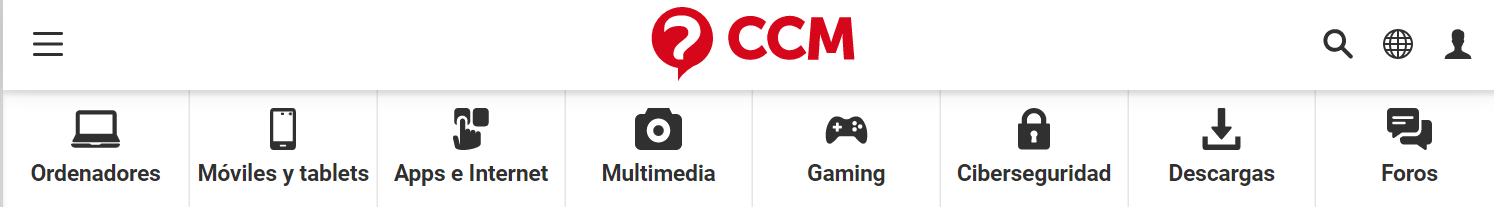 CCM
Ordenadores
Móviles y tablets
Apps e Internet
Multimedia
Gaming
Ciberseguridad
Descargas
Foros